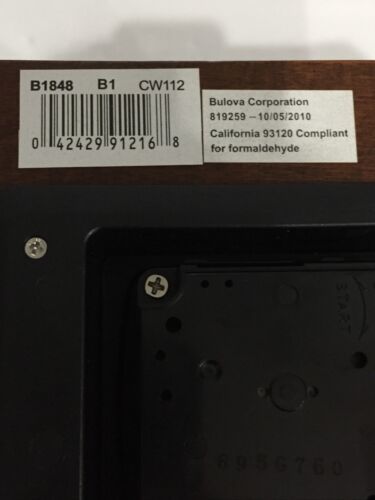 B1848 B1 CW112
0 42429 91216 8
Bulova Corporation
819259 – 10/05/2010
California 93120 Compliant
for formaldehyde
START
895G760